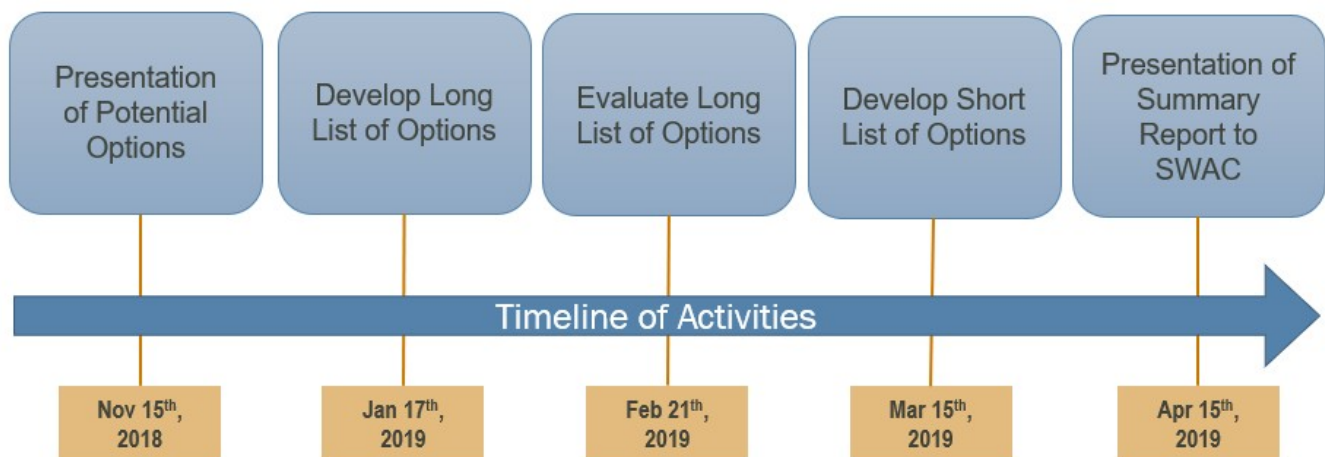 Presentation
of Potential
Options
Develop Long
List of Options
Evaluate Long
List of Options
Develop Short
List of Options
Presentation of
Summary
Report to
SWAC
Timeline of Activities
Nov 15th,
2018
Jan 17th,
2019
Feb 21th,
2019
Mar 15th,
2019
Apr 15th,
2019